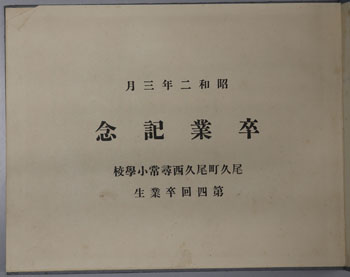 昭和二年三月
卒業記念
尾久町尾久西尋常小學校
第四回卒業生